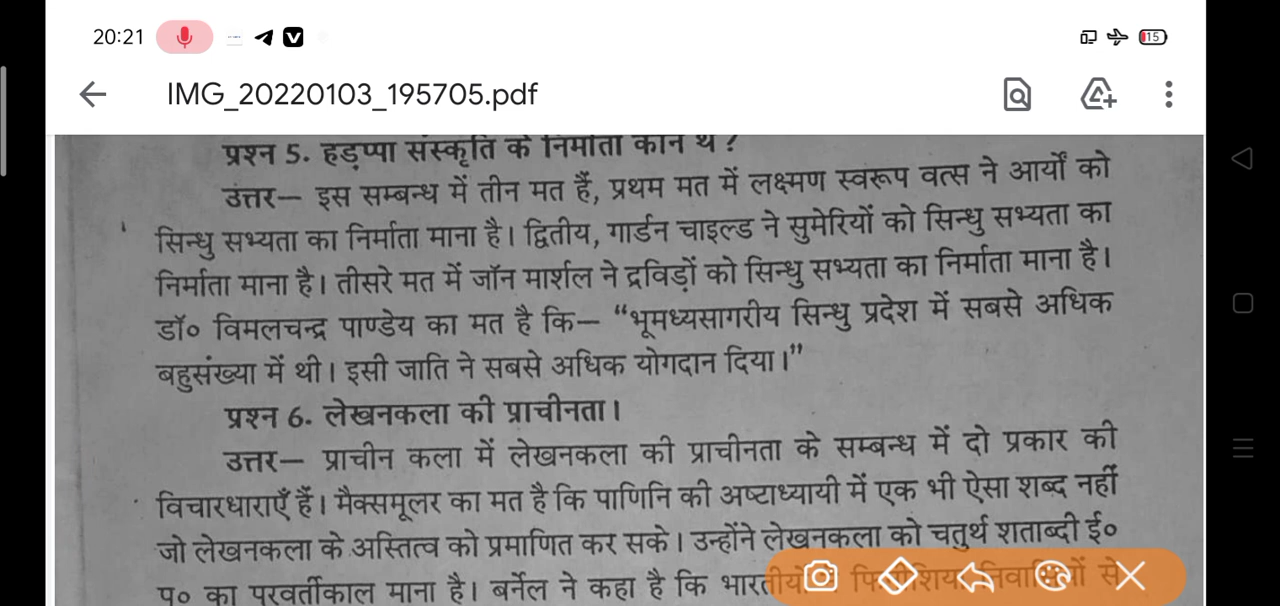 20:21
15
IMG_20220103_195705.pdf
प्रश्न 5. हड़प्पा संस्कृति के निर्माता कौन थे ?
उत्तर— इस सम्बन्ध में तीन मत हैं, प्रथम मत में लक्ष्मण स्वरूप वत्स ने आर्यों को
सिन्धु सभ्यता का निर्माता माना है। द्वितीय, गार्डन चाइल्ड ने सुमेरियों को सिन्धु सभ्यता का
निर्माता माना है। तीसरे मत में जॉन मार्शल ने द्रविड़ों को सिन्धु सभ्यता का निर्माता माना है।
डॉ० विमलचन्द्र पाण्डेय का मत है कि— “भूमध्यसागरीय सिन्धु प्रदेश में सबसे अधिक
बहुसंख्या में थी। इसी जाति ने सबसे अधिक योगदान दिया।”
प्रश्न 6. लेखनकला की प्राचीनता।
उत्तर— प्राचीन कला में लेखनकला की प्राचीनता के सम्बन्ध में दो प्रकार की
विचारधाराएँ हैं। मैक्समूलर का मत है कि पाणिनि की अष्टाध्यायी में एक भी ऐसा शब्द नहीं
जो लेखनकला के अस्तित्व को प्रमाणित कर सके। उन्होंने लेखनकला को चतुर्थ शताब्दी ई०
पू० का परवर्तीकाल माना है। बर्नेल ने कहा है कि भारतीयों से